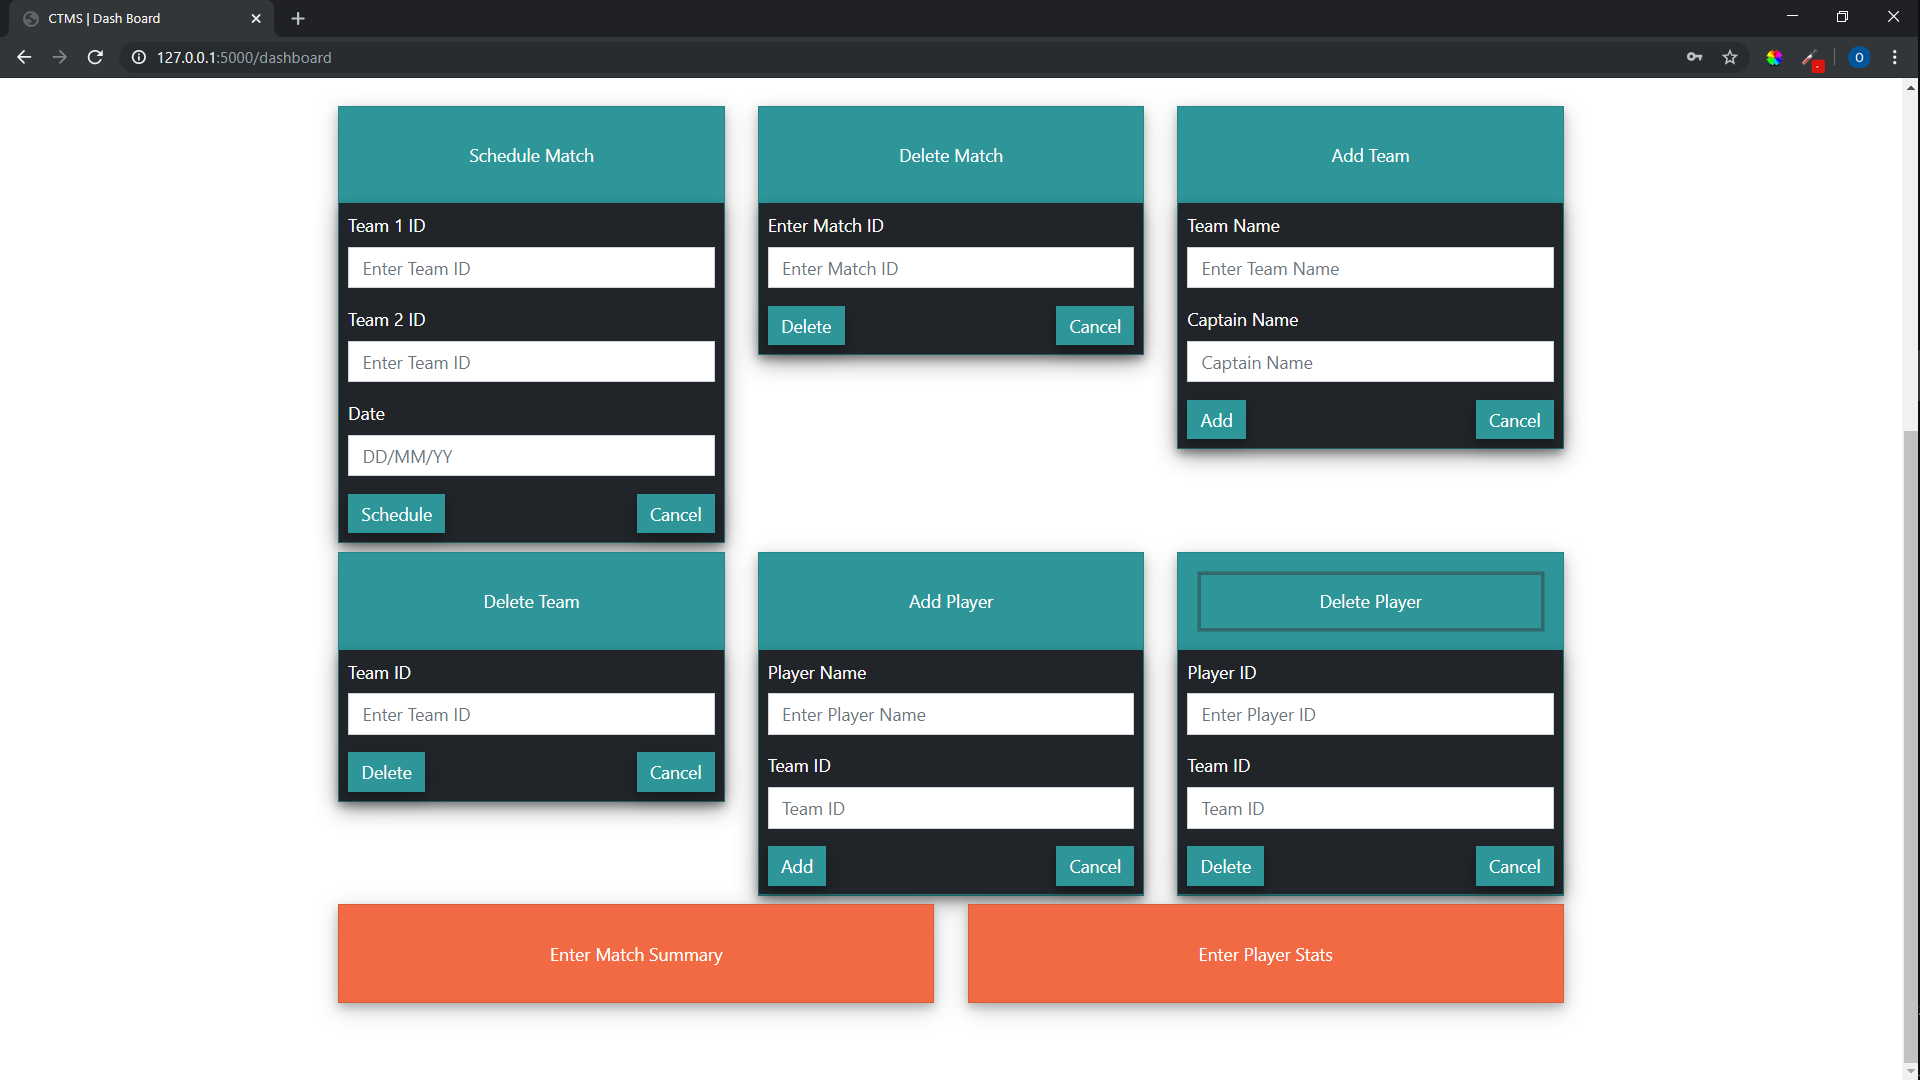 CTMS | Dash Board
127.0.0.1:5000/dashboard
O
Schedule Match
Team 1 ID
Enter Team ID
Team 2 ID
Enter Team ID
Date
DD/MM/YY
Schedule
Cancel
Delete Match
Enter Match ID
Enter Match ID
Delete
Cancel
Add Team
Team Name
Enter Team Name
Captain Name
Captain Name
Add
Cancel
Delete Team
Team ID
Enter Team ID
Delete
Cancel
Add Player
Player Name
Enter Player Name
Team ID
Team ID
Add
Cancel
Delete Player
Player ID
Enter Player ID
Team ID
Team ID
Delete
Cancel
Enter Match Summary
Enter Player Stats